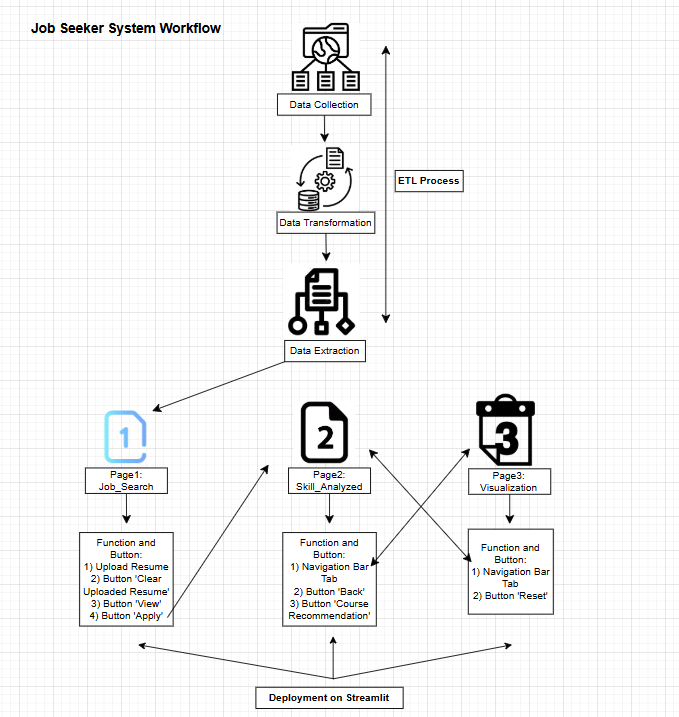 Job Seeker System Workflow
Data Collection
ETL Process
Data Transformation
Data Extraction
1
2
3
Page1:
Job_Search
Page2:
Skill_Analyzed
Page3:
Visualization
Function and
Button:
1) Upload Resume
2) Button 'Clear
Uploaded Resume'
3) Button 'View'
4) Button 'Apply'
Function and
Button:
1) Navigation Bar
Tab
2) Button 'Back'
3) Button 'Course
Recommendation'
Function and
Button:
1) Navigation Bar
Tab
2) Button 'Reset'
Deployment on Streamlit